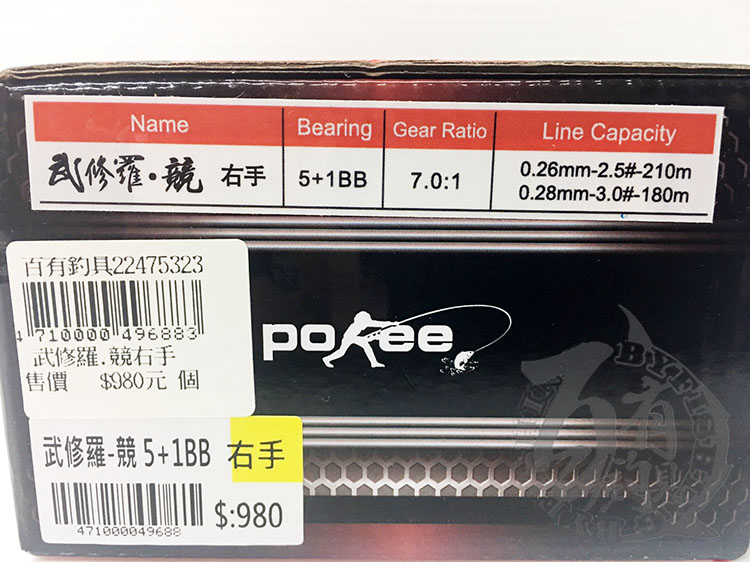 Name Bearing Gear Ratio Line Capacity
武修羅·競 右手 5+1BB 7.0:1 0.26mm-2.5#-210m
0.28mm-3.0#-180m
百有釣具22475323
4 710000 496883
武修羅.競右手
售價 $980元 個
pokee
武修羅-競 5+1BB 右手
471000049688
$:980
百有